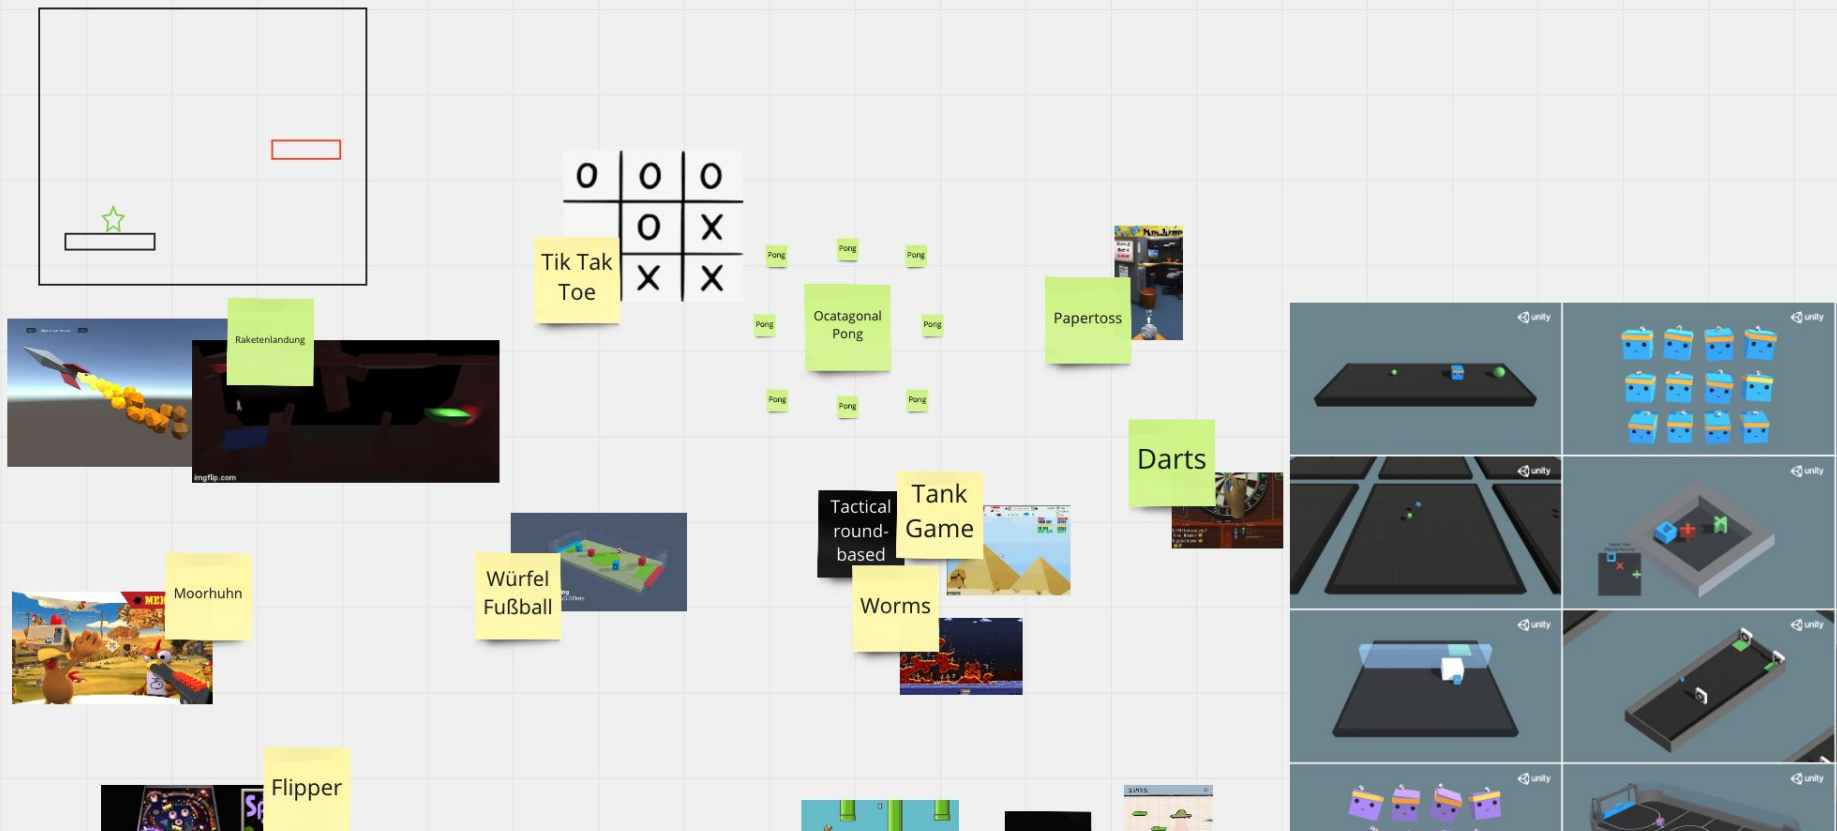 O O O
O X
X X
Tik Tak
Toe
Pong
Pong
Pong
Pong
Ocatagonal
Pong
Pong
Pong
Pong
Pong
Papertoss
Raketenlandung
imgflip.com
Darts
Tactical
round-
based
Tank
Game
Worms
Würfel
Fußball
Moorhuhn
Flipper
unity
unity
unity
unity
unity
unity
unity
unity